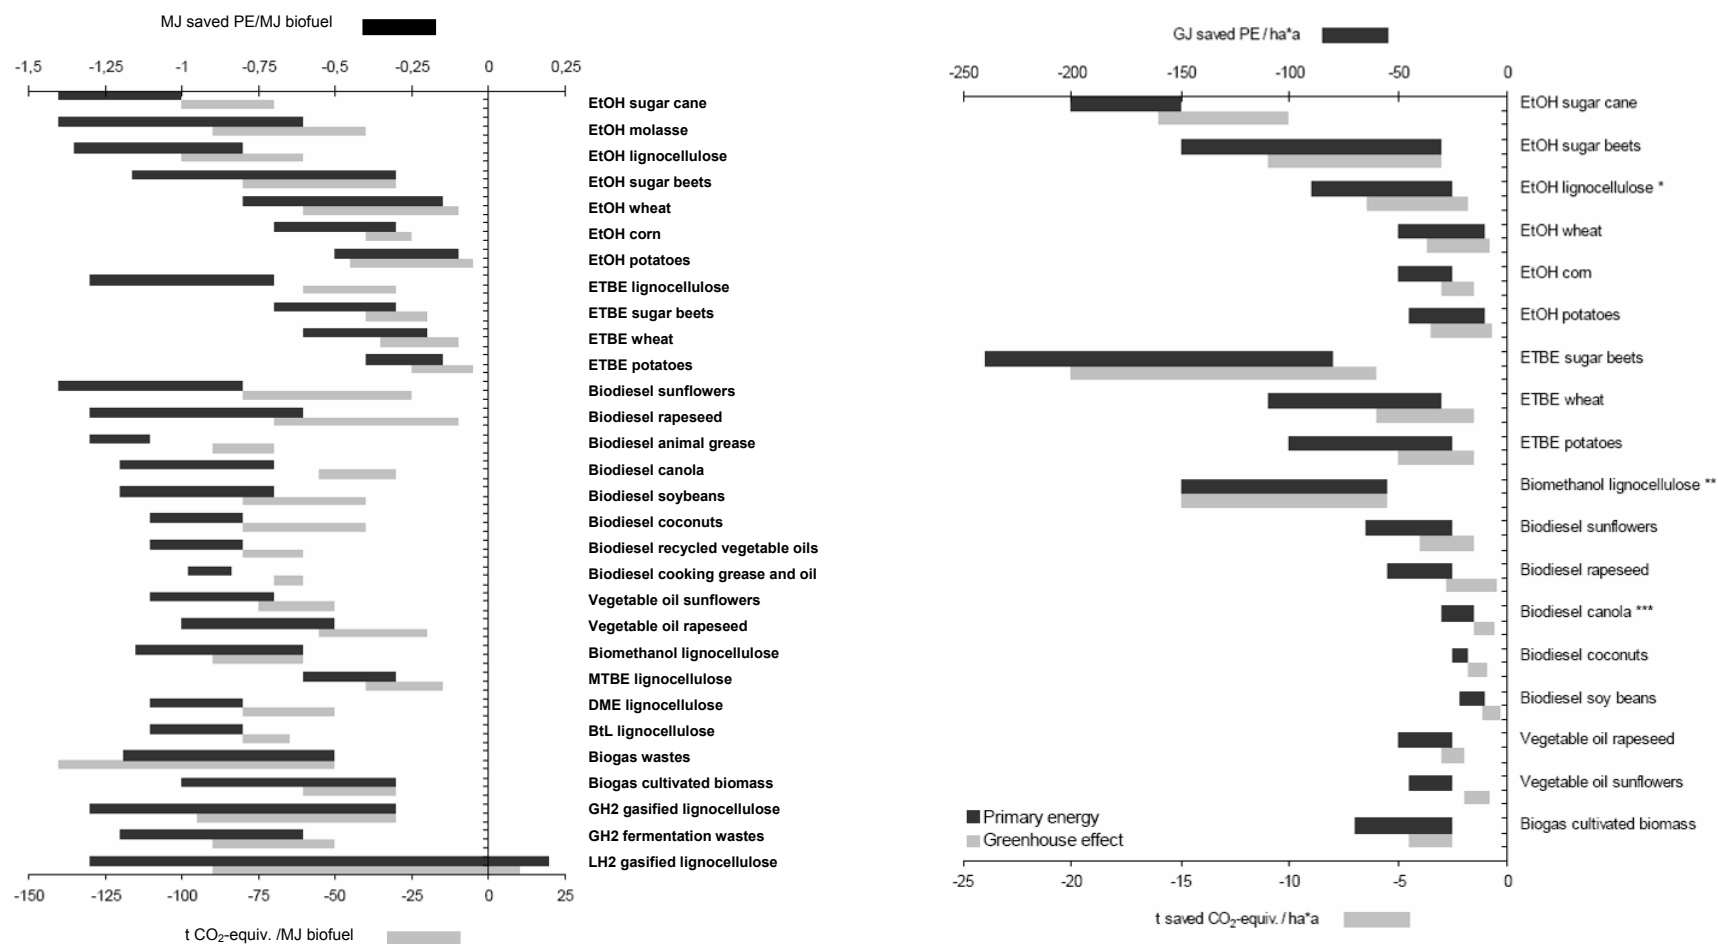 MJ saved PE/MJ biofuel
-1,5 -1,25 -1 -0,75 -0,5 -0,25 0 0,25
EtOH sugar cane
EtOH molasse
EtOH lignocellulose
EtOH sugar beets
EtOH wheat
EtOH corn
EtOH potatoes
ETBE lignocellulose
ETBE sugar beets
ETBE wheat
ETBE potatoes
Biodiesel sunflowers
Biodiesel rapeseed
Biodiesel animal grease
Biodiesel canola
Biodiesel soybeans
Biodiesel coconuts
Biodiesel recycled vegetable oils
Biodiesel cooking grease and oil
Vegetable oil sunflowers
Vegetable oil rapeseed
Biomethanol lignocellulose
MTBE lignocellulose
DME lignocellulose
BtL lignocellulose
Biogas wastes
Biogas cultivated biomass
GH2 gasified lignocellulose
GH2 fermentation wastes
LH2 gasified lignocellulose
-150 -125 -100 -75 -50 -25 0 25
t CO₂-equiv. /MJ biofuel
GJ saved PE / ha*a
-250 -200 -150 -100 -50 0
EtOH sugar cane
EtOH sugar beets
EtOH lignocellulose *
EtOH wheat
EtOH corn
EtOH potatoes
ETBE sugar beets
ETBE wheat
ETBE potatoes
Biomethanol lignocellulose **
Biodiesel sunflowers
Biodiesel rapeseed
Biodiesel canola ***
Biodiesel coconuts
Biodiesel soy beans
Vegetable oil rapeseed
Vegetable oil sunflowers
Biogas cultivated biomass
Primary energy
Greenhouse effect
-25 -20 -15 -10 -5 0
t saved CO₂-equiv. / ha*a